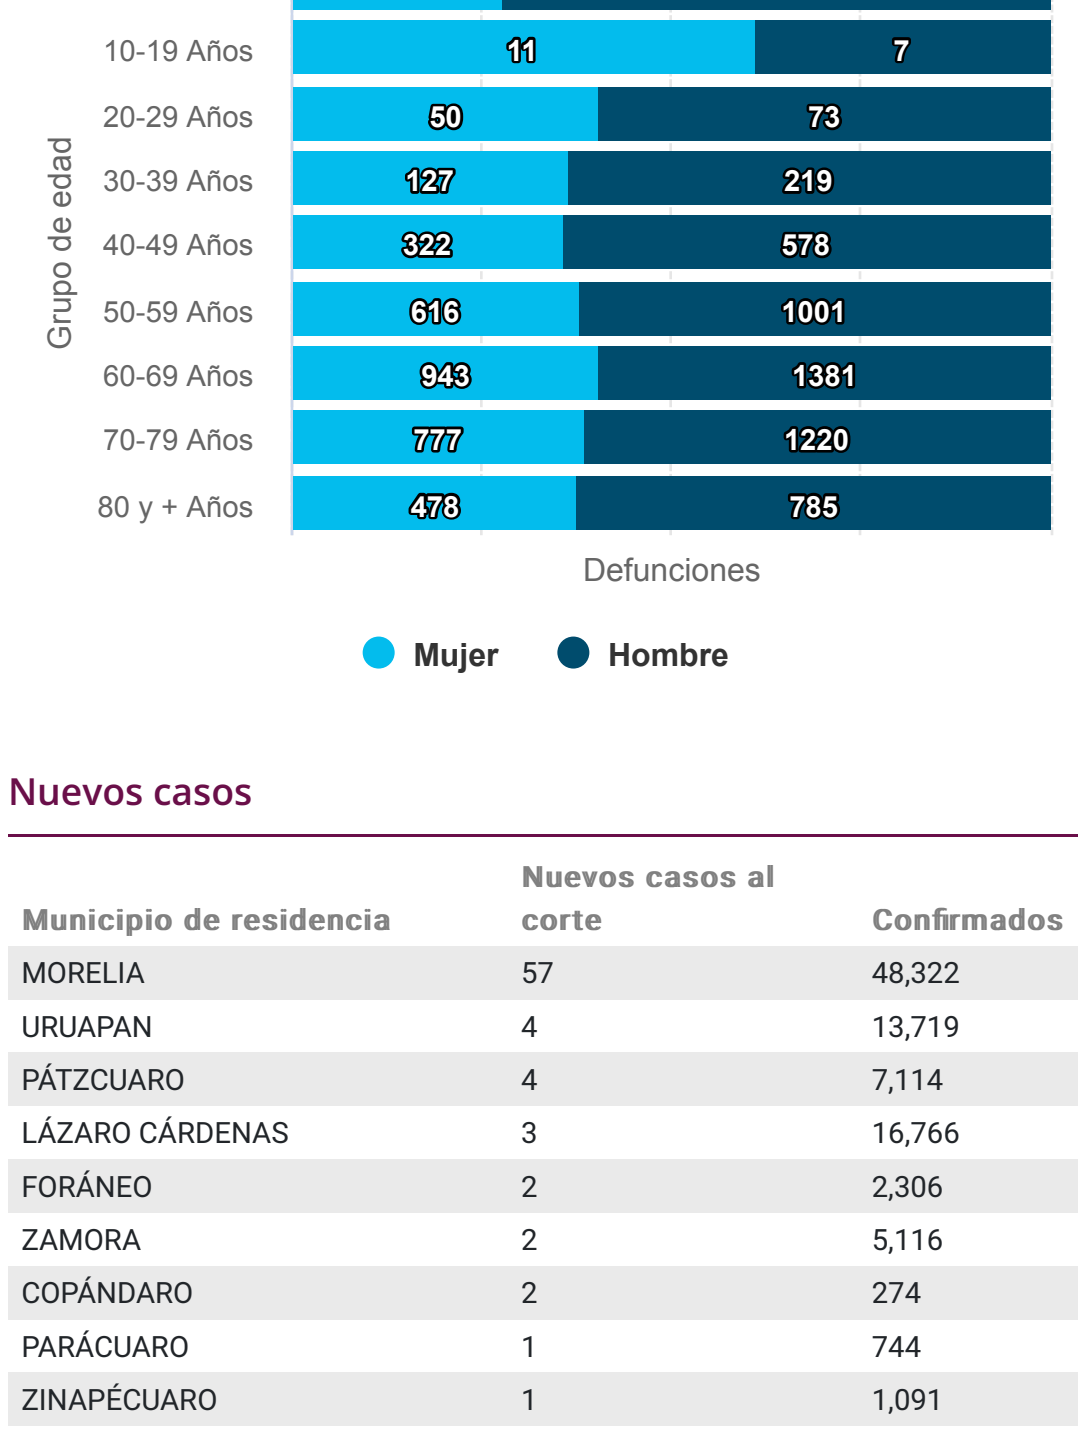 10-19 Años 11 7
20-29 Años 50 73
30-39 Años 127 219
40-49 Años 322 578
50-59 Años 616 1001
60-69 Años 943 1381
70-79 Años 777 1220
80 y + Años 478 785
Grupo de edad
Defunciones
Mujer Hombre
Nuevos casos
Municipio de residencia Nuevos casos al corte Confirmados
MORELIA 57 48,322
URUAPAN 4 13,719
PÁTZCUARO 4 7,114
LÁZARO CÁRDENAS 3 16,766
FORÁNEO 2 2,306
ZAMORA 2 5,116
COPÁNDARO 2 274
PARÁCUARO 1 744
ZINAPÉCUARO 1 1,091